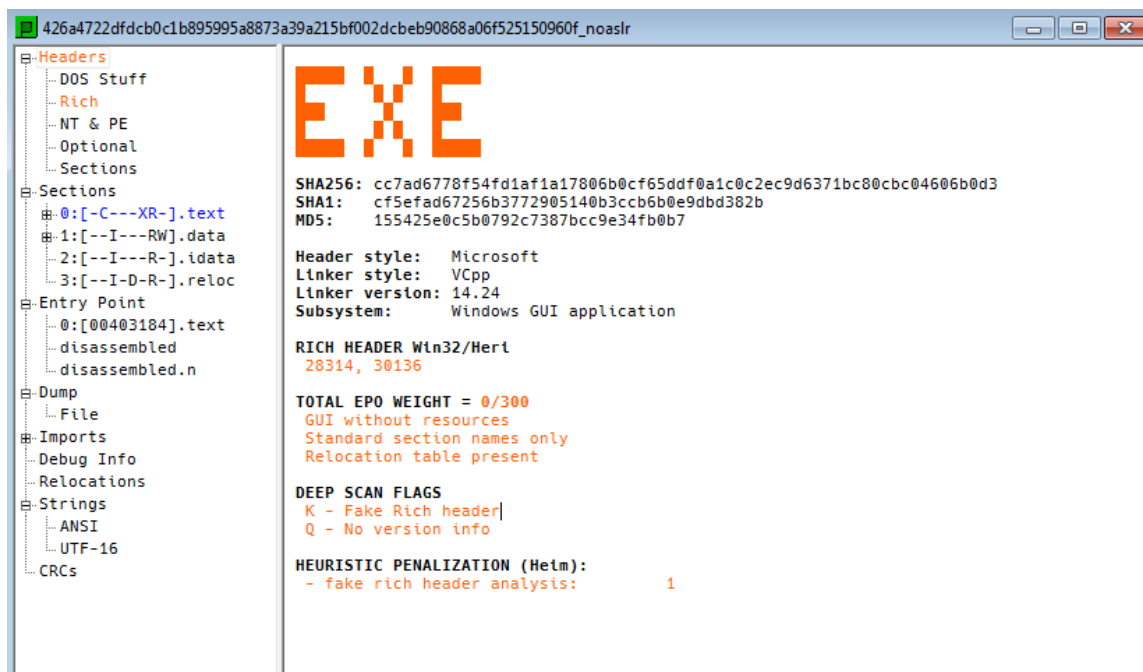 426a4722dfdcb0c1b895995a8873a39a215bf002dcbeb90868a06f525150960f_noaslr
Headers
DOS Stuff
Rich
NT & PE
Optional
Sections
Sections
0:[-C---XR-].text
1:[--I---RW].data
2:[--I---R-].idata
3:[--I-D-R-].reloc
Entry Point
0:[00403184].text
disassembled
disassembled.n
Dump
File
Imports
Debug Info
Relocations
Strings
ANSI
UTF-16
CRCs
EXE
SHA256: cc7ad6778f54fd1af1a17806b0cf65ddf0a1c0c2ec9d6371bc80cbc04606b0d3
SHA1: cf5efad67256b3772905140b3ccb6b0e9dbd382b
MD5: 155425e0c5b0792c7387bcc9e34fb0b7
Header style: Microsoft
Linker style: VCpp
Linker version: 14.24
Subsystem: Windows GUI application
RICH HEADER Win32/Heri
28314, 30136
TOTAL EPO WEIGHT = 0/300
GUI without resources
Standard section names only
Relocation table present
DEEP SCAN FLAGS
K - Fake Rich header
Q - No version info
HEURISTIC PENALIZATION (Heim):
- fake rich header analysis: 1